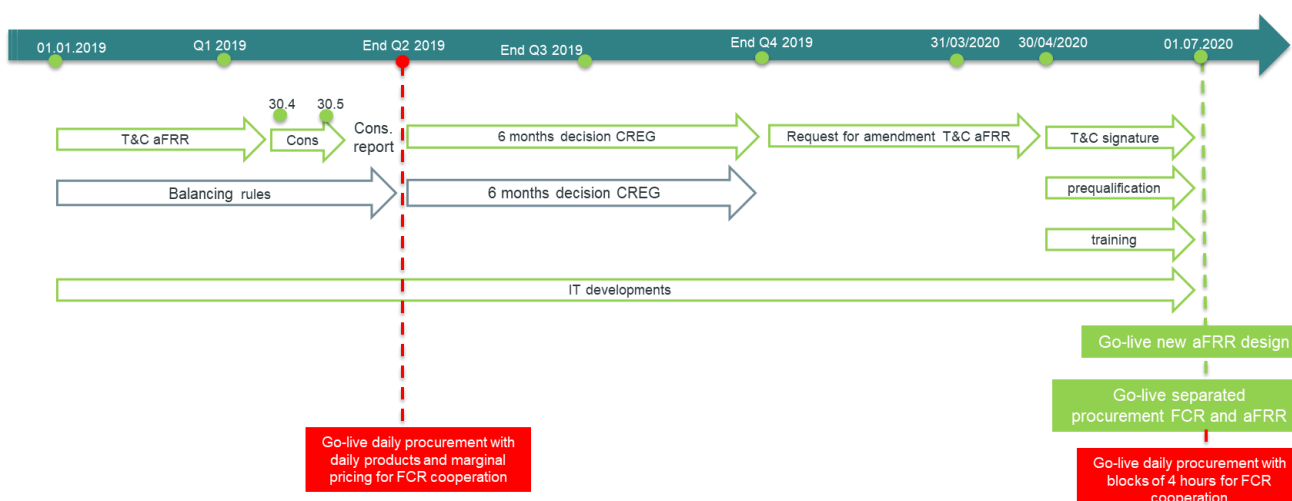 01.01.2019
Q1 2019
End Q2 2019
End Q3 2019
End Q4 2019
31/03/2020
30/04/2020
01.07.2020
30.4
30.5
T&C aFRR
Cons
Cons.
report
6 months decision CREG
Request for amendment T&C aFRR
T&C signature
Balancing rules
6 months decision CREG
prequalification
training
IT developments
Go-live new aFRR design
Go-live separated
procurement FCR and aFRR
Go-live daily procurement with
daily products and marginal
pricing for FCR cooperation
Go-live daily procurement with
blocks of 4 hours for FCR
cooperation